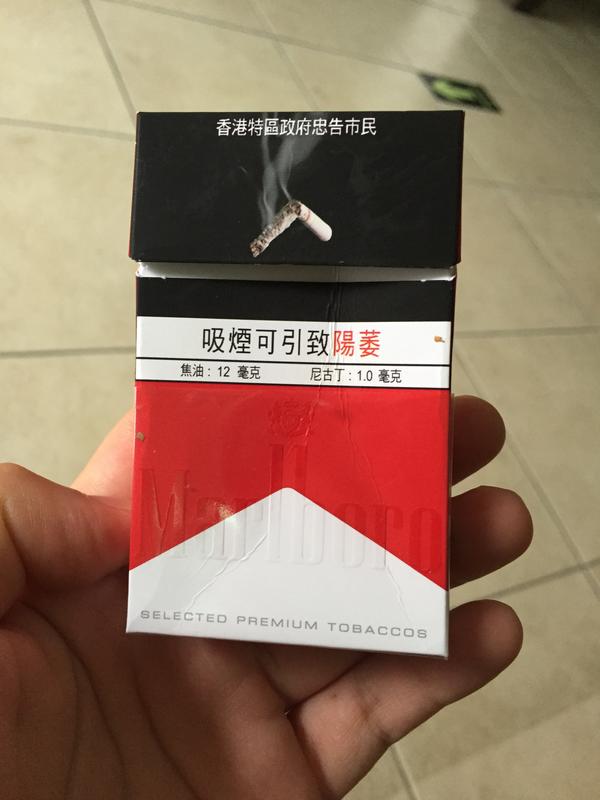 香港特區政府忠告市民
吸煙可引致陽萎
焦油：12 毫克 尼古丁：1.0 毫克
Marlboro
SELECTED PREMIUM TOBACCOS